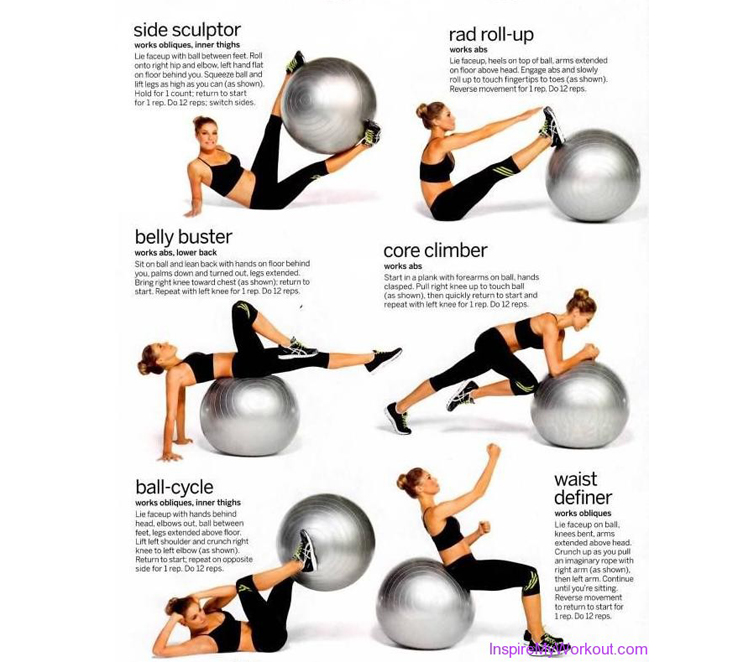 side sculptor
works obliques, inner thighs
Lie faceup with ball between feet. Roll
onto right hip and elbow, left hand flat
on floor behind you. Squeeze ball and
lift legs as high as you can (as shown).
Hold for 1 count; return to start
for 1 rep. Do 12 reps; switch sides.
rad roll-up
works abs
Lie faceup, heels on top of ball, arms extended
on floor above head. Engage abs and slowly
roll up to touch fingertips to toes (as shown).
Reverse movement for 1 rep. Do 12 reps.
belly buster
works abs, lower back
Sit on ball and lean back with hands on floor behind
you, palms down and turned out, legs extended.
Bring right knee toward chest (as shown); return to
start. Repeat with left knee for 1 rep. Do 12 reps.
core climber
works abs
Start in a plank with forearms on ball, hands
clasped. Pull right knee up to touch ball
(as shown), then quickly return to start and
repeat with left knee for 1 rep. Do 12 reps.
ball-cycle
works obliques, inner thighs
Lie faceup with hands behind
head, elbows out, ball between
feet, legs extended above floor.
Lift left shoulder and crunch right
knee to left elbow (as shown).
Return to start; repeat on opposite
side for 1 rep. Do 12 reps.
waist
definer
works obliques
Lie faceup on ball,
knees bent, arms
extended above head.
Crunch up as you pull
an imaginary rope with
right arm (as shown),
then left arm. Continue
until you're sitting.
Reverse movement
to return to start for
1 rep. Do 12 reps.
InspireMyWorkout.com